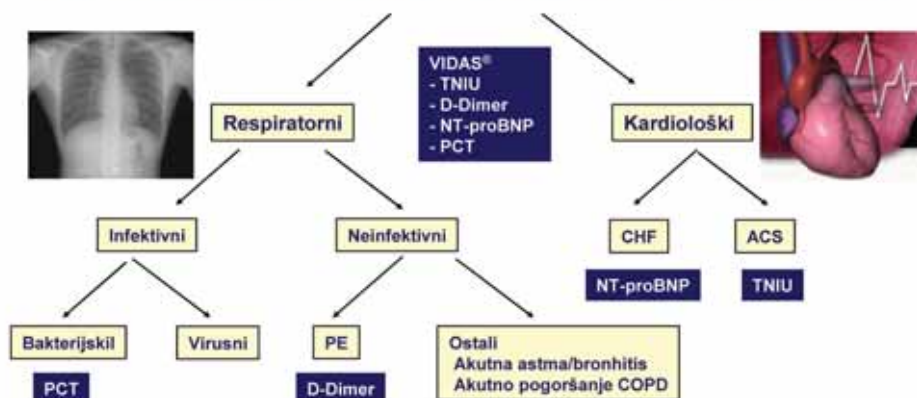 VIDAS®
- TNIU
- D-Dimer
- NT-proBNP
- PCT
Respiratorni
Kardiološki
Infektivni
Neinfektivni
CHF
ACS
NT-proBNP
TNIU
Bakterijskil
Virusni
PE
Ostali
Akutna astma/bronhitis
Akutno pogoršanje COPD
PCT
D-Dimer